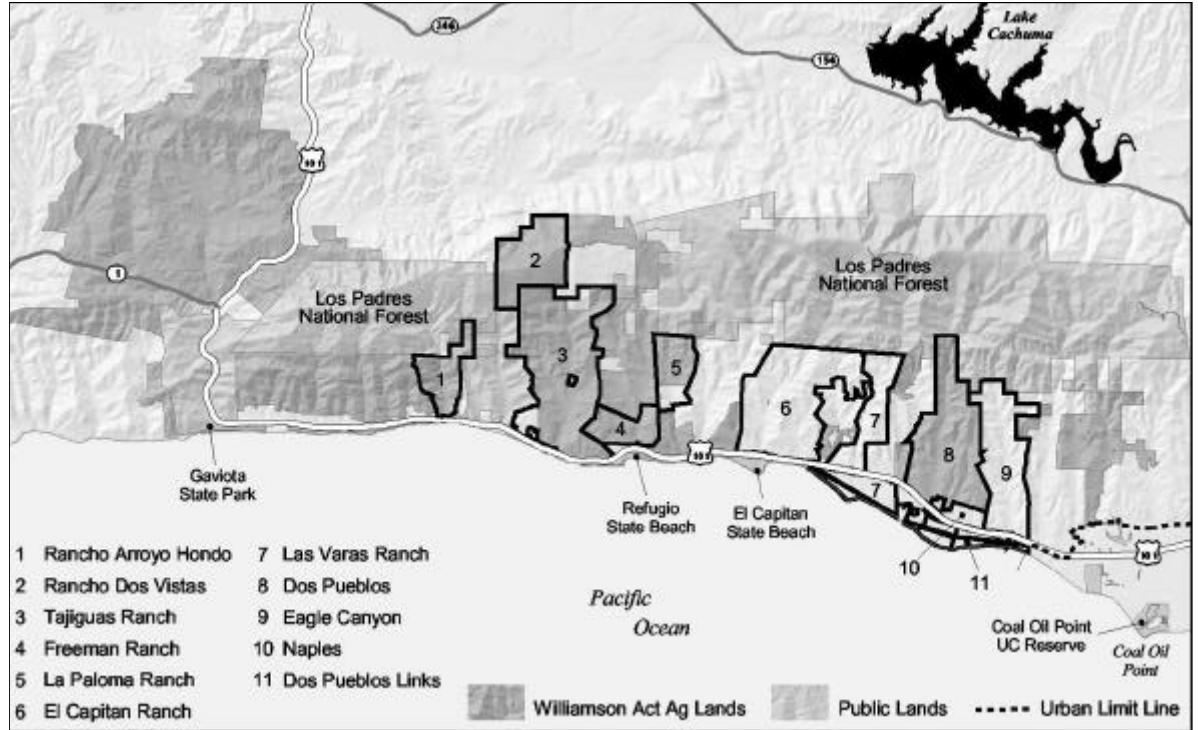 246
Lake
Cachuma
154
101
1
2
Los Padres
National Forest
Los Padres
National Forest
3
1
5
6
7
4
8
9
101
7
Gaviota
State Park
Refugio
State Beach
El Capitan
State Beach
10
11
101
1 Rancho Arroyo Hondo
2 Rancho Dos Vistas
3 Tajiguas Ranch
4 Freeman Ranch
5 La Paloma Ranch
6 El Capitan Ranch
7 Las Varas Ranch
8 Dos Pueblos
9 Eagle Canyon
10 Naples
11 Dos Pueblos Links
Pacific
Ocean
Coal Oil Point
UC Reserve
Coal Oil
Point
Williamson Act Ag Lands
Public Lands
Urban Limit Line